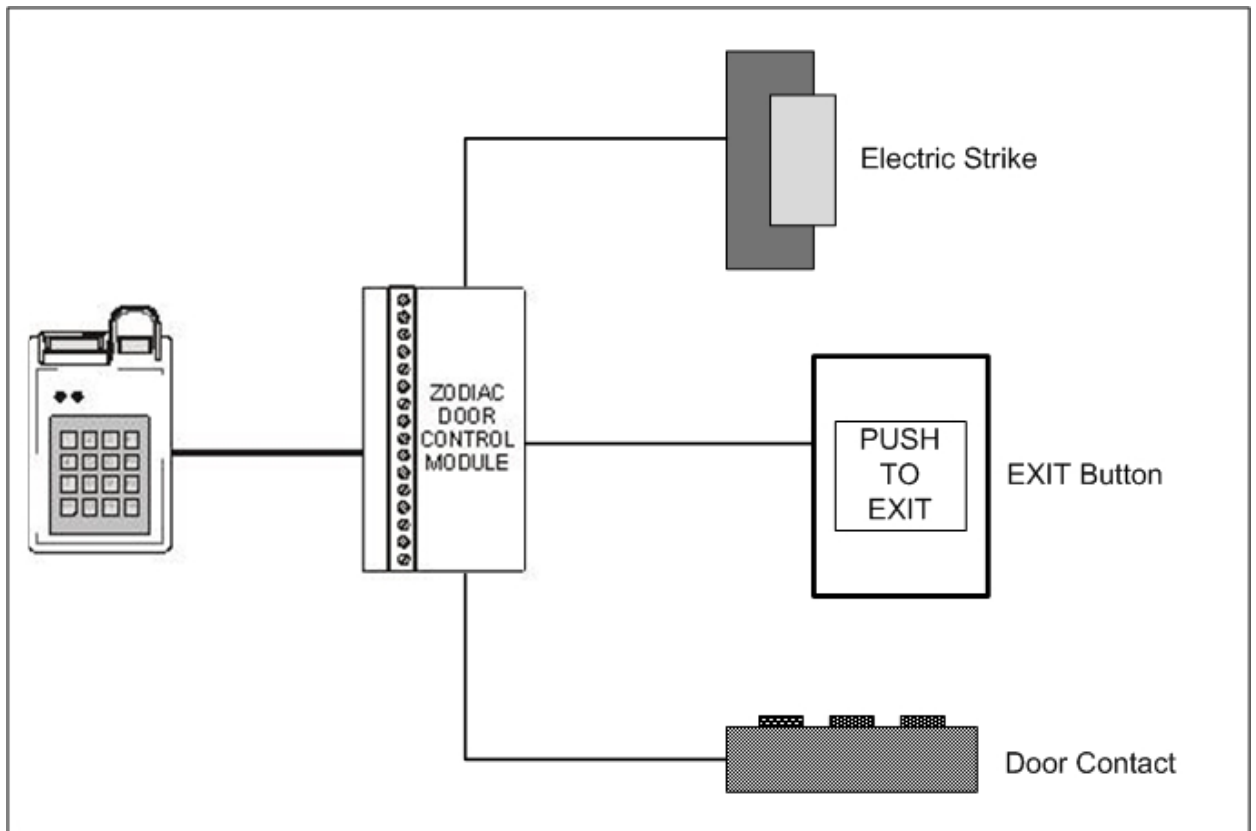 Electric Strike
ZODIAC
DOOR
CONTROL
MODULE
PUSH
TO
EXIT
EXIT Button
Door Contact